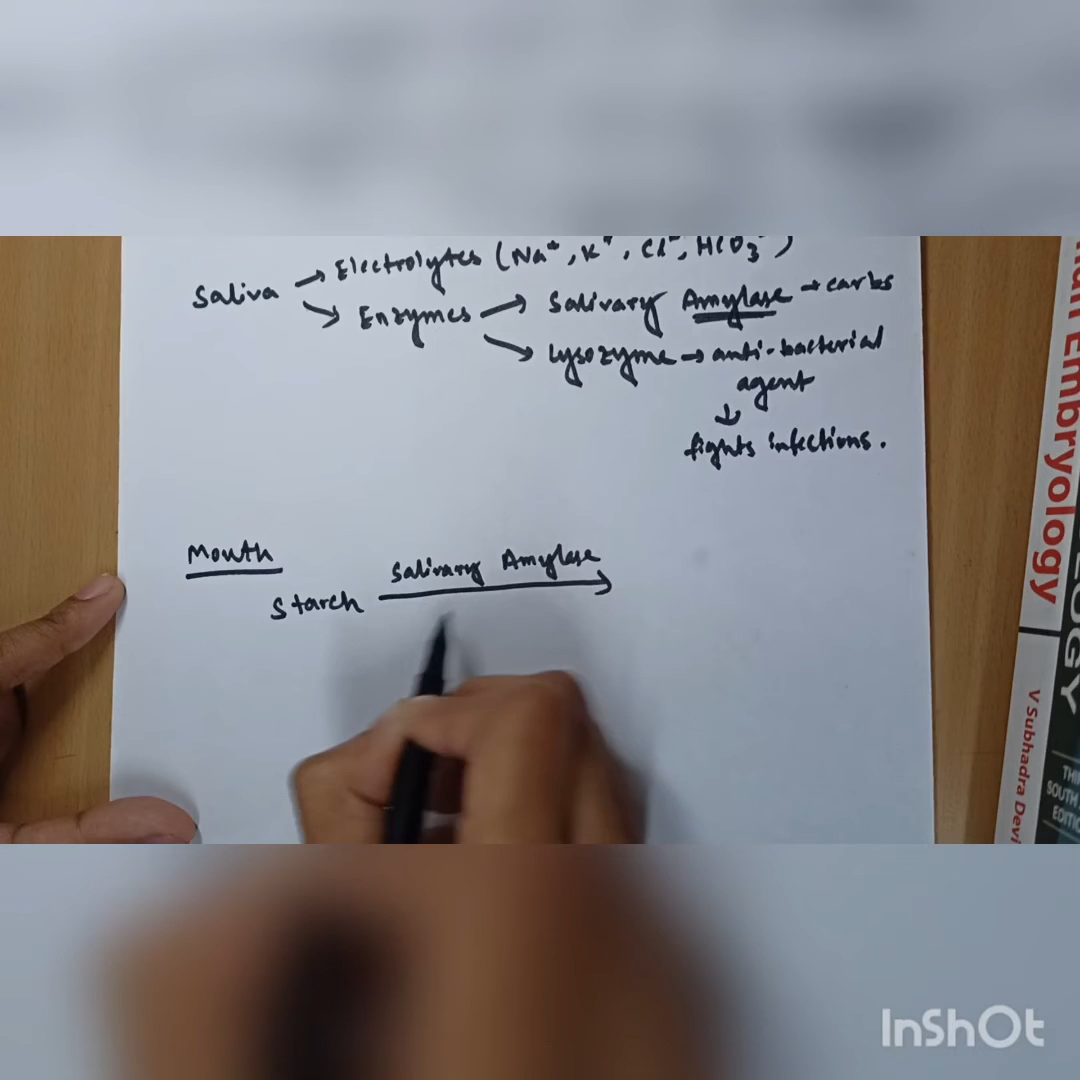 Saliva → Electrolytes (Na⁺, K⁺, Cl⁻, HCO₃⁻)
→ Enzymes → Salivary Amylase → carbs
→ Lysozyme → anti-bacterial
agent
↓
fights infections.
Mouth
Salivary Amylase
Starch →
Embryology
V Subhadra Devi
SOUTH
InShOt